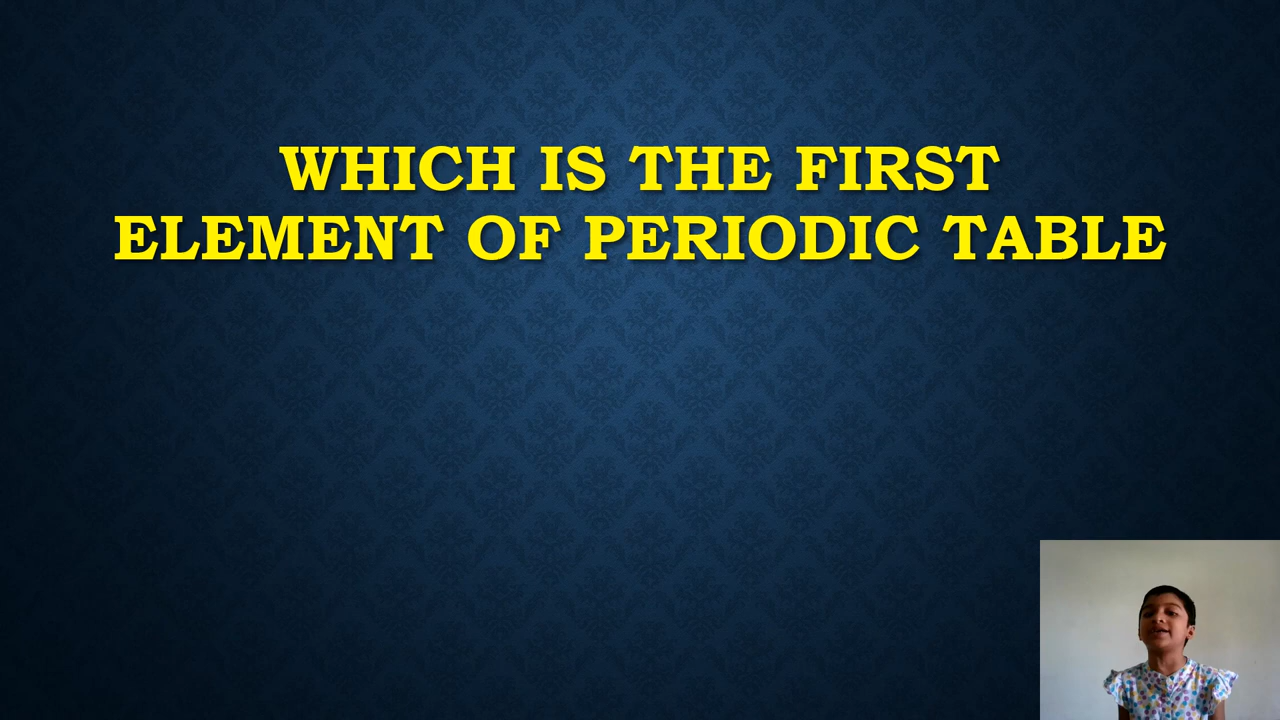 WHICH IS THE FIRST
ELEMENT OF PERIODIC TABLE